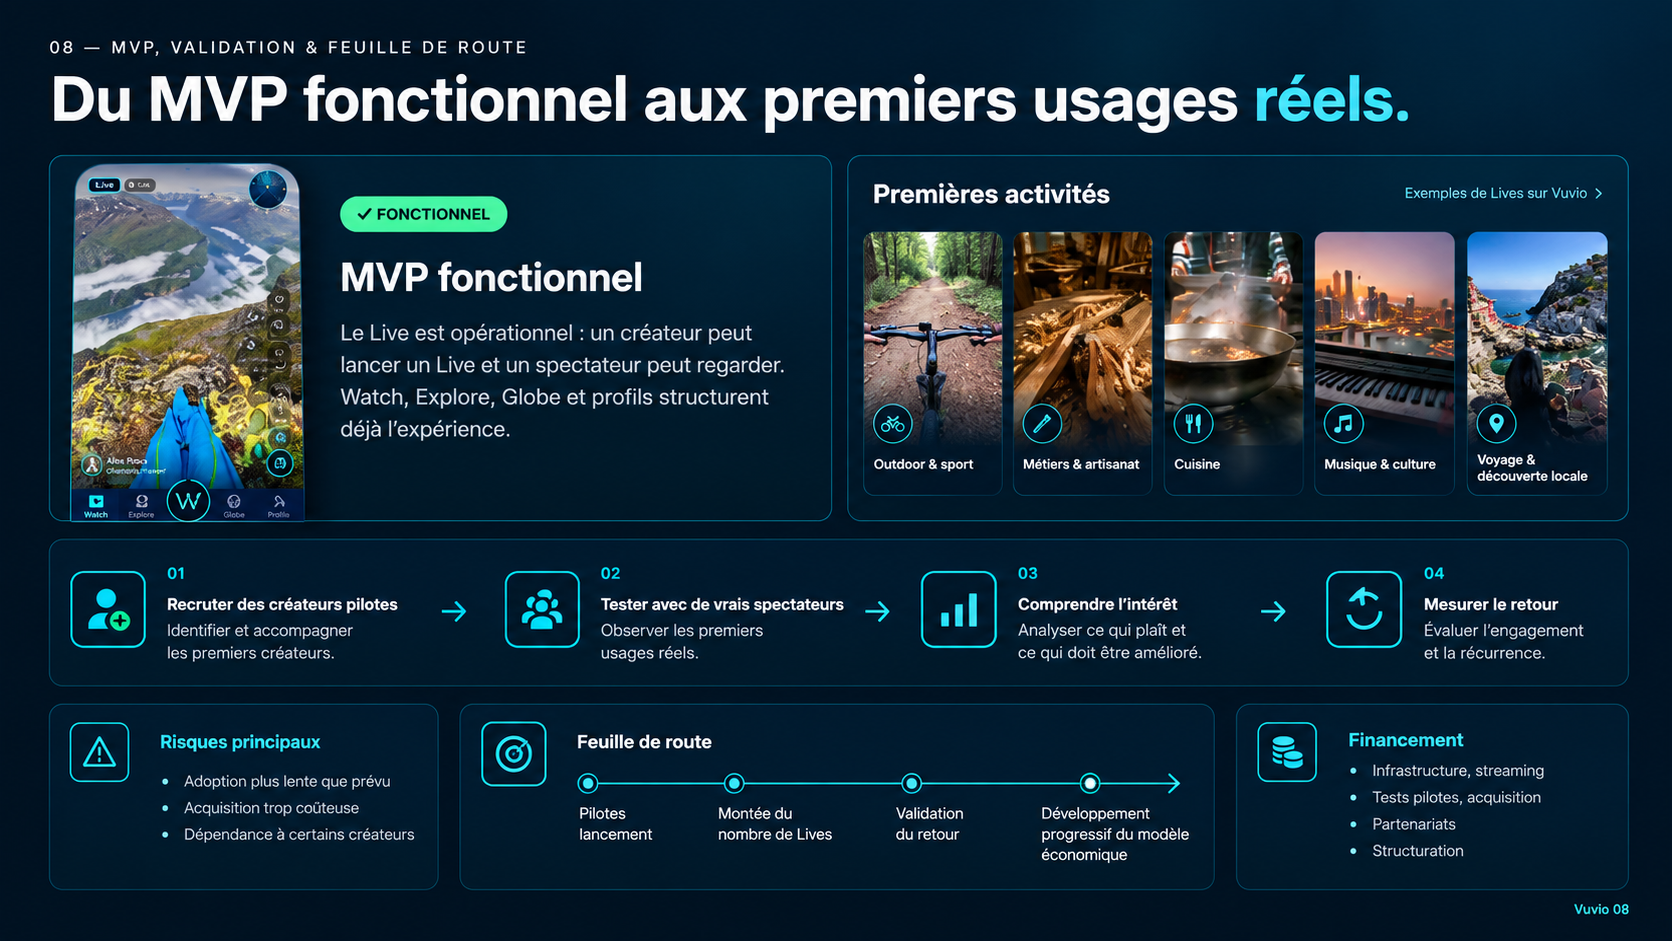 08 — MVP, VALIDATION & FEUILLE DE ROUTE
Du MVP fonctionnel aux premiers usages réels.
Live
Watch
Explore
W
Globe
Profile
FONCTIONNEL
MVP fonctionnel
Le Live est opérationnel : un créateur peut
lancer un Live et un spectateur peut regarder.
Watch, Explore, Globe et profils structurent
déjà l’expérience.
Premières activités
Exemples de Lives sur Vuvio
Outdoor & sport
Métiers & artisanat
Cuisine
Musique & culture
Voyage &
découverte locale
01
Recruter des créateurs pilotes
Identifier et accompagner
les premiers créateurs.
02
Tester avec de vrais spectateurs
Observer les premiers
usages réels.
03
Comprendre l’intérêt
Analyser ce qui plaît et
ce qui doit être amélioré.
04
Mesurer le retour
Évaluer l’engagement
et la récurrence.
Risques principaux
• Adoption plus lente que prévu
• Acquisition trop coûteuse
• Dépendance à certains créateurs
Feuille de route
Pilotes
lancement
Montée du
nombre de Lives
Validation
du retour
Développement
progressif du modèle
économique
Financement
• Infrastructure, streaming
• Tests pilotes, acquisition
• Partenariats
• Structuration
Vuvio 08